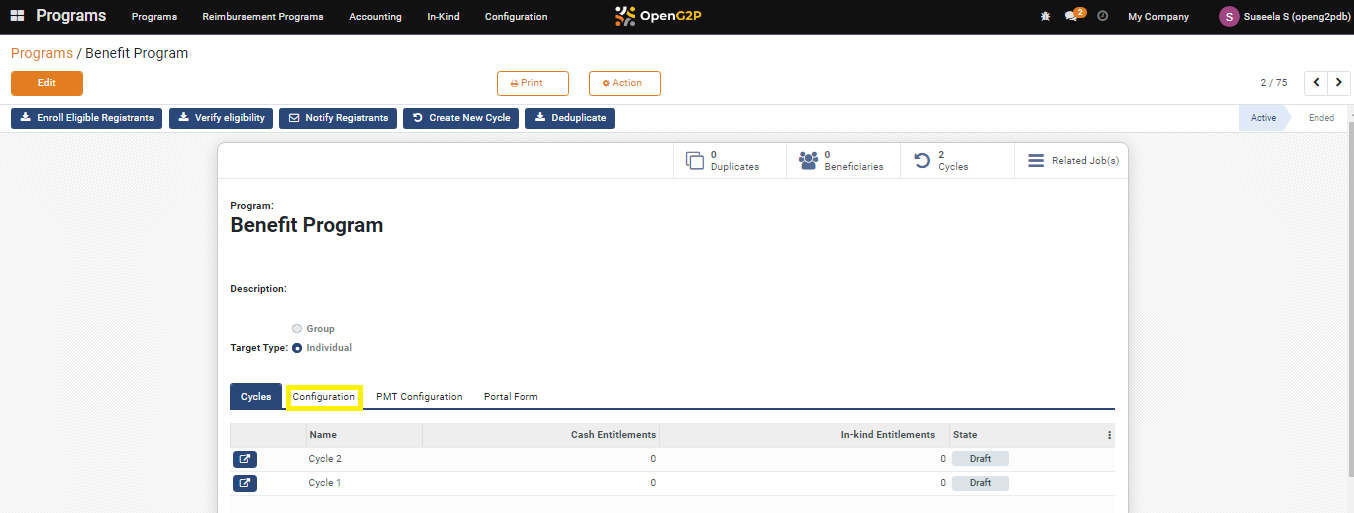 Programs Programs Reimbursement Programs Accounting In-Kind Configuration OpenG2P 2 My Company S Suseela S (openg2pdb)
Programs / Benefit Program
Edit Print Action 2 / 75
Enroll Eligible Registrants Verify eligibility Notify Registrants Create New Cycle Deduplicate Active Ended
0 0 2
Duplicates Beneficiaries Cycles Related Job(s)
Program:
Benefit Program
Description:
Group
Target Type: Individual
Cycles Configuration PMT Configuration Portal Form
Name Cash Entitlements In-kind Entitlements State
Cycle 2 0 0 Draft
Cycle 1 0 0 Draft